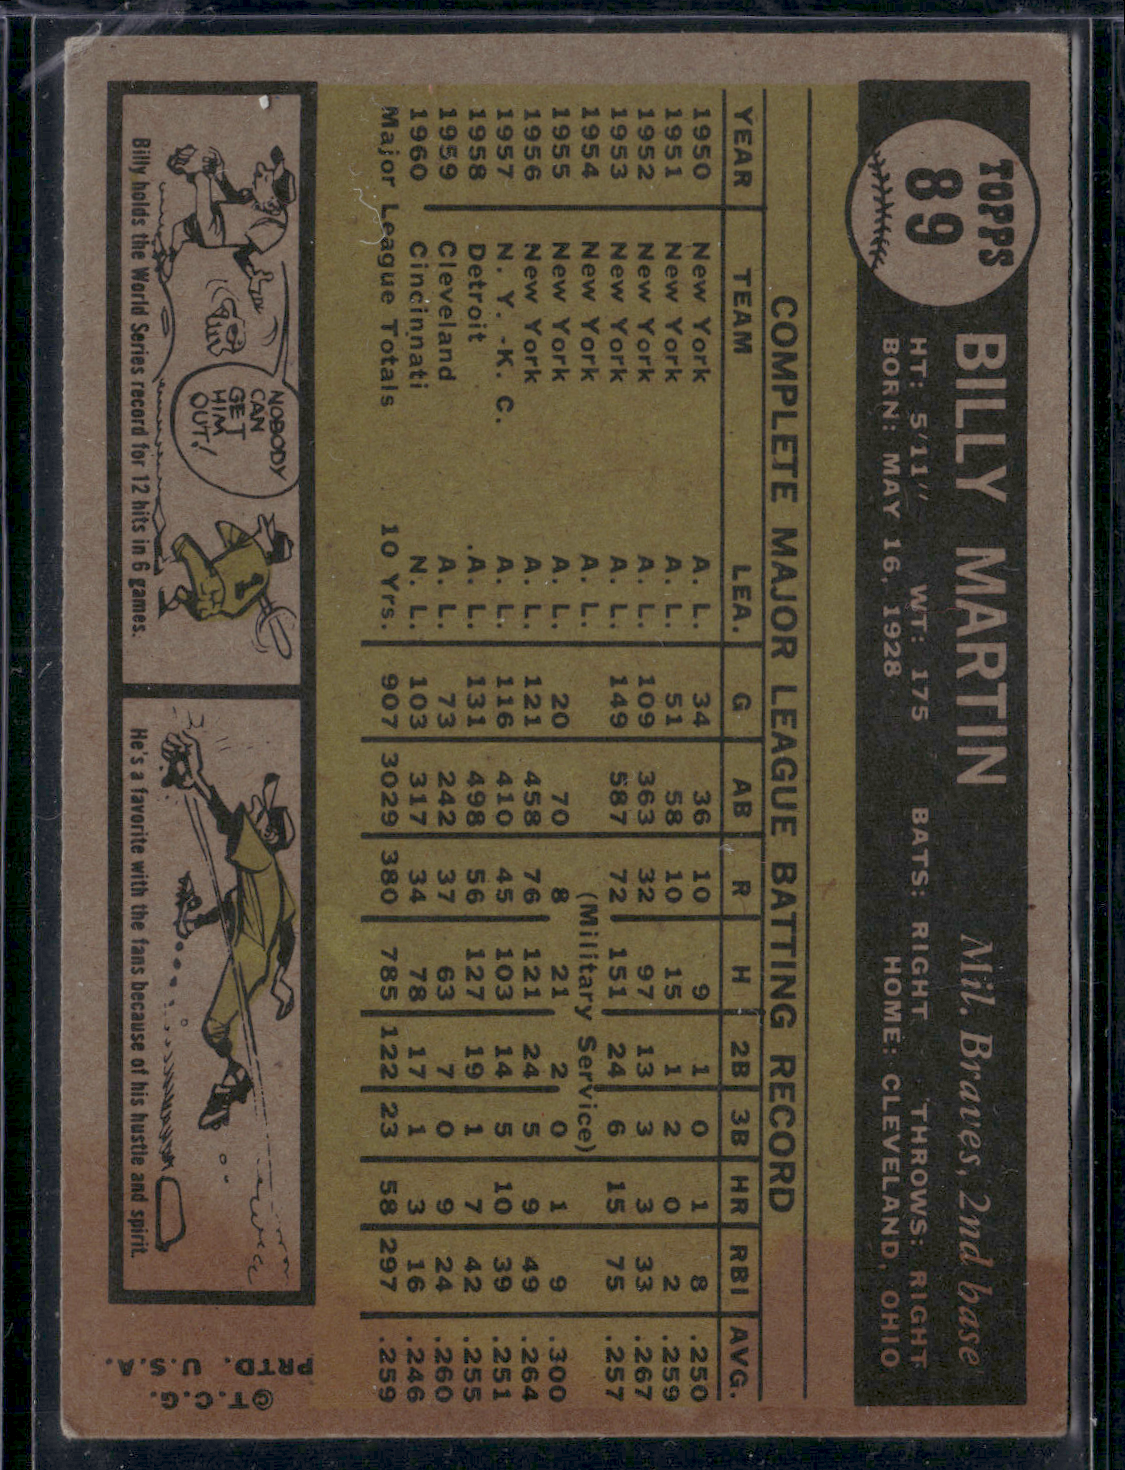 TOPPS
89
BILLY MARTIN Mil. Braves, 2nd base
HT: 5'11" WT: 175 BATS: RIGHT THROWS: RIGHT
BORN: MAY 16, 1928 HOME: CLEVELAND, OHIO
COMPLETE MAJOR LEAGUE BATTING RECORD
YEAR TEAM LEA. G AB R H 2B 3B HR RBI AVG.
1950 New York A. L. 34 36 10 9 1 0 1 8 .250
1951 New York A. L. 51 58 10 15 1 2 0 2 .259
1952 New York A. L. 109 363 32 97 13 3 3 33 .267
1953 New York A. L. 149 587 72 151 24 6 15 75 .257
1954 New York A. L. (Military Service)
1955 New York A. L. 20 70 8 21 2 0 1 9 .300
1956 New York A. L. 121 458 76 121 24 5 9 49 .264
1957 N. Y. -K. C. A. L. 116 410 45 103 14 5 10 39 .251
1958 Detroit A. L. 131 498 56 127 19 1 7 42 .255
1959 Cleveland A. L. 73 242 37 63 7 0 9 24 .260
1960 Cincinnati N. L. 103 317 34 78 17 1 3 16 .246
Major League Totals 10 Yrs. 907 3029 380 785 122 23 58 297 .259
NOBODY
CAN
GET
HIM
OUT!
Billy holds the World Series record for 12 hits in 6 games.
He's a favorite with the fans because of his hustle and spirit.
©T.C.G.
PRTD. U.S.A.